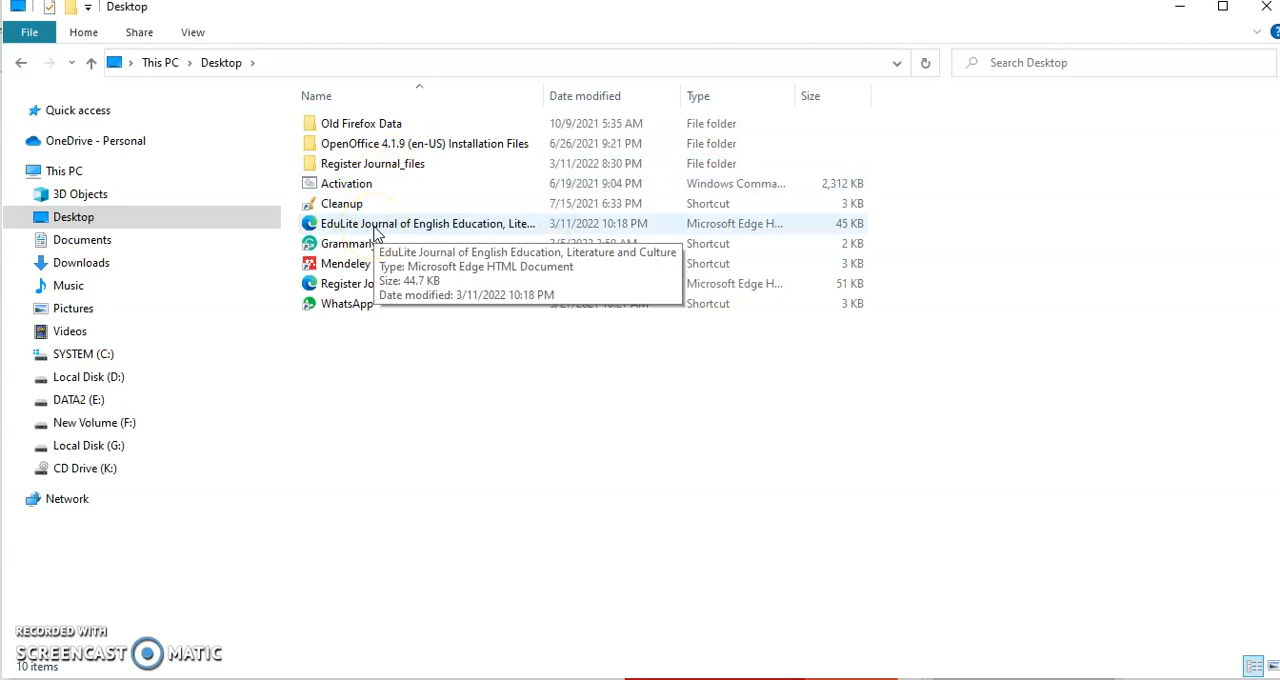 Desktop
File Home Share View
This PC Desktop Search Desktop
Name Date modified Type Size
Quick access
OneDrive - Personal
This PC
3D Objects
Desktop
Documents
Downloads
Music
Pictures
Videos
SYSTEM (C:)
Local Disk (D:)
DATA2 (E:)
New Volume (F:)
Local Disk (G:)
CD Drive (K:)
Network
Old Firefox Data 10/9/2021 5:35 AM File folder
OpenOffice 4.1.9 (en-US) Installation Files 6/26/2021 9:21 PM File folder
Register Journal_files 3/11/2022 8:30 PM File folder
Activation 6/19/2021 9:04 PM Windows Comma... 2,312 KB
Cleanup 7/15/2021 6:33 PM Shortcut 3 KB
EduLite Journal of English Education, Lite... 3/11/2022 10:18 PM Microsoft Edge H... 45 KB
Shortcut 2 KB
Mendeley Shortcut 3 KB
Register Microsoft Edge H... 51 KB
WhatsApp Shortcut 3 KB
EduLite Journal of English Education, Literature and Culture
Type: Microsoft Edge HTML Document
Size: 44.7 KB
Date modified: 3/11/2022 10:18 PM
RECORDED WITH
SCREENCAST MATIC
10 items